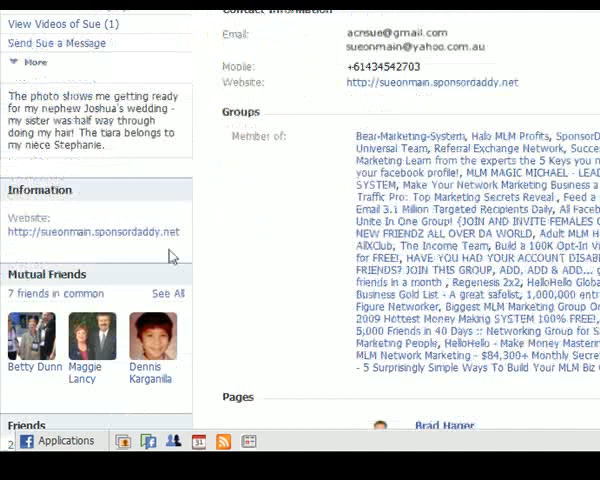 View Videos of Sue (1)
Send Sue a Message
More
The photo shows me getting ready
for my nephew Joshua's wedding -
my sister was half way through
doing my hair! The tiara belongs to
my niece Stephanie.
Information
Website:
http://sueonmain.sponsordaddy.net
Mutual Friends
7 friends in common
See All
Betty Dunn
Maggie
Lancy
Dennis
Karganilla
Friends
Contact Information
Email:
sueonmain@yahoo.com.au
Mobile:
+61434542703
Website:
http://sueonmain.sponsordaddy.net
Groups
Member of:
Bear-Marketing-System, Halo MLM Profits, SponsorD
Universal Team, Referral Exchange Network, Succes
Marketing Learn from the experts the 5 Keys you n
your facebook profile!, MLM MAGIC MICHAEL - LEAD
SYSTEM, Make Your Network Marketing Business a
Traffic Pro: Top Marketing Secrets Reveal , Feed a
Email 3.1 Million Targeted Recipients Daily, All Faceb
Unite In One Group! {JOIN AND INVITE FEMALES O
NEW FRIENDZ ALL OVER DA WORLD, Adult MLM H
AllXClub, The Income Team, Build a 100K Opt-In Vi
for FREE!, HAVE YOU HAD YOUR ACCOUNT DISAB
FRIENDS? JOIN THIS GROUP, ADD, ADD & ADD... g
friends in a month , Regenesis 2x2, HelloHello Globa
Business Gold List - A great safelist, 1,000,000 entr
Figure Networker, Biggest MLM Marketing Group On
2009 Hottest Money Making SYSTEM 100% FREE!,
5,000 Friends in 40 Days :: Networking Group for S
Marketing People, HelloHello - Make Money Masterin
MLM Network Marketing - $84,300+ Monthly Secre
- 5 Surprisingly Simple Ways To Build Your MLM Biz
Pages
Brad Hager
Applications
31